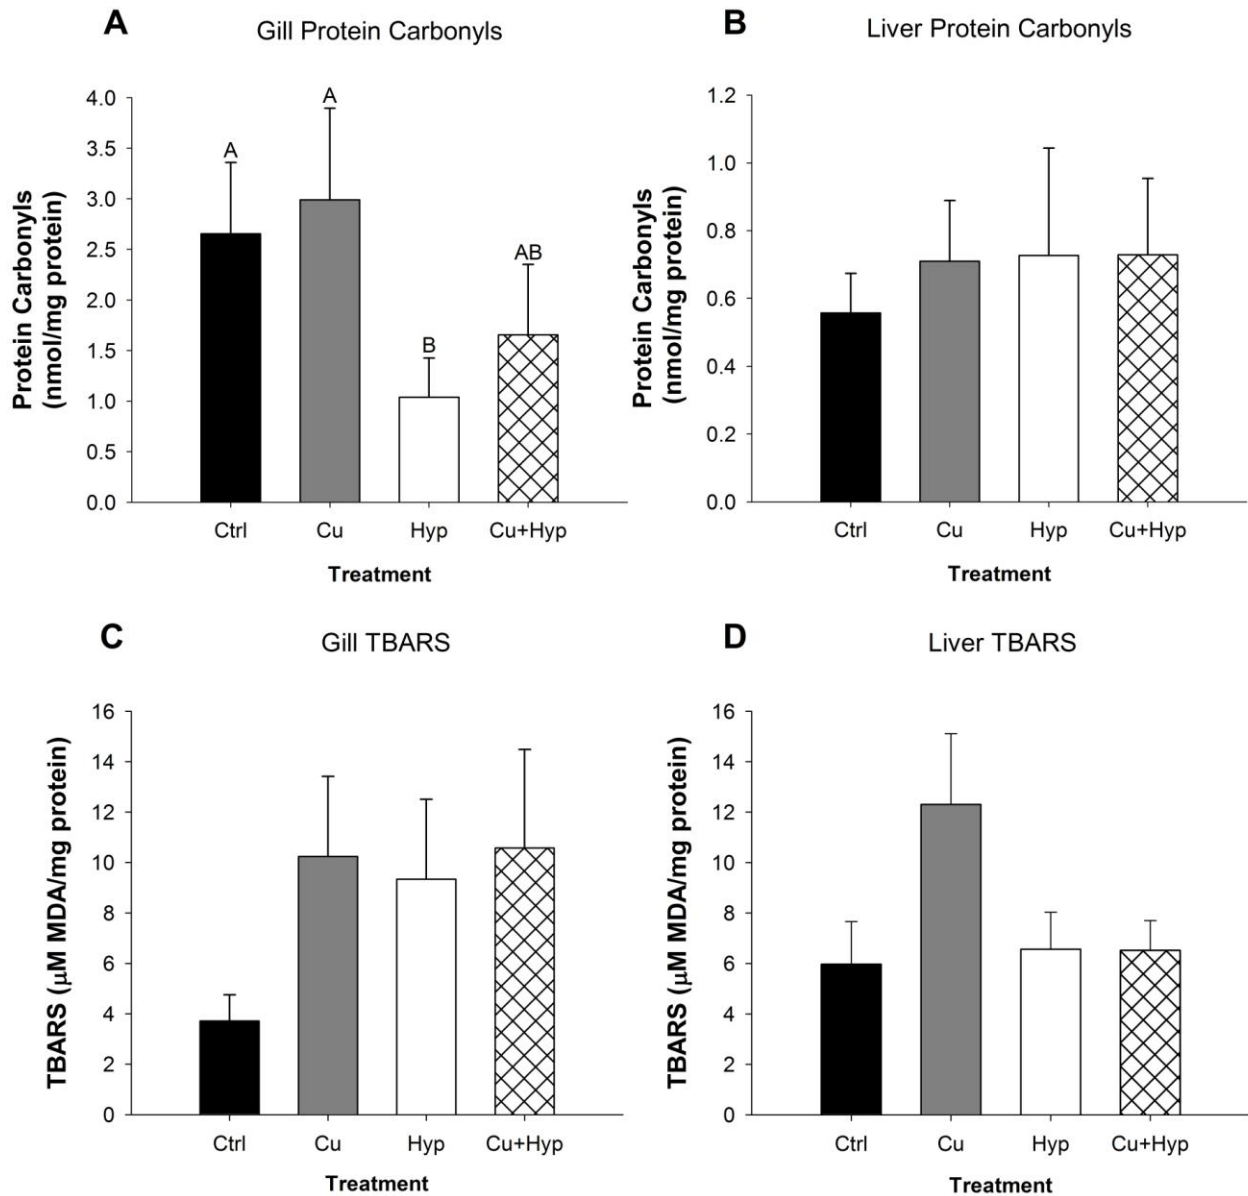 A
Gill Protein Carbonyls
Protein Carbonyls
(nmol/mg protein)
4.0
3.5
3.0
2.5
2.0
1.5
1.0
0.5
0.0
A
A
B
AB
Ctrl
Cu
Hyp
Cu+Hyp
Treatment
B
Liver Protein Carbonyls
Protein Carbonyls
(nmol/mg protein)
1.2
1.0
0.8
0.6
0.4
0.2
0.0
Ctrl
Cu
Hyp
Cu+Hyp
Treatment
C
Gill TBARS
TBARS (μM MDA/mg protein)
16
14
12
10
8
6
4
2
0
Ctrl
Cu
Hyp
Cu+Hyp
Treatment
D
Liver TBARS
TBARS (μM MDA/mg protein)
16
14
12
10
8
6
4
2
0
Ctrl
Cu
Hyp
Cu+Hyp
Treatment